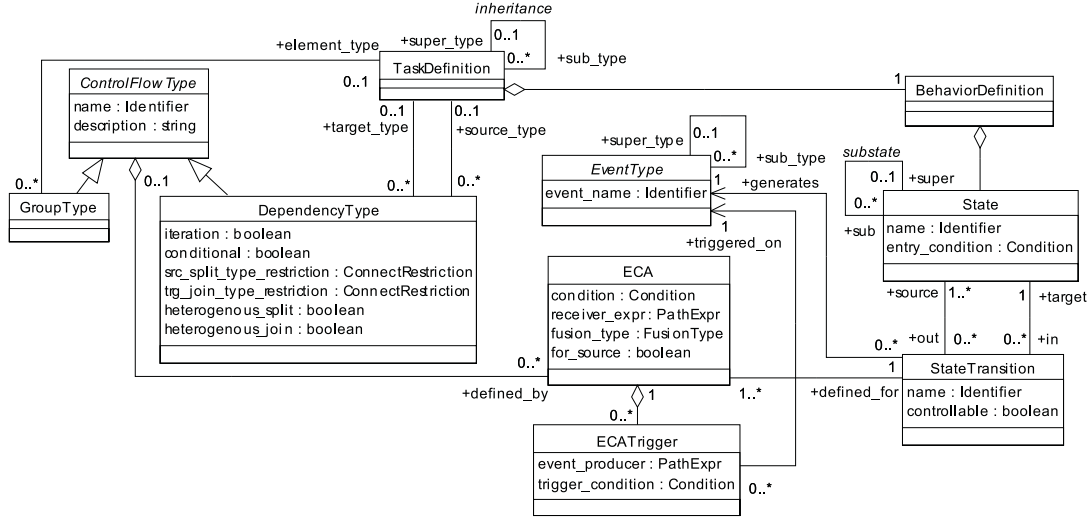 inheritance
+element_type
+super_type
0..1
0..*
+sub_type
TaskDefinition
0..1
1
BehaviorDefinition
ControlFlowType
name : Identifier
description : string
0..1
0..1
+target_type
+source_type
0..*
0..*
0..*
0..1
GroupType
+super_type
0..1
0..*
+sub_type
EventType
event_name : Identifier
1
+generates
1
+triggered_on
substate
0..1
+super
0..*
+sub
State
name : Identifier
entry_condition : Condition
DependencyType
iteration : boolean
conditional : boolean
src_split_type_restriction : ConnectRestriction
trg_join_type_restriction : ConnectRestriction
heterogenous_split : boolean
heterogenous_join : boolean
ECA
condition : Condition
receiver_expr : PathExpr
fusion_type : FusionType
for_source : boolean
+source
1..*
1
+target
+out
0..*
0..*
+in
0..*
0..*
+defined_by
1
1..*
1
+defined_for
StateTransition
name : Identifier
controllable : boolean
0..*
ECATrigger
event_producer : PathExpr
trigger_condition : Condition
0..*